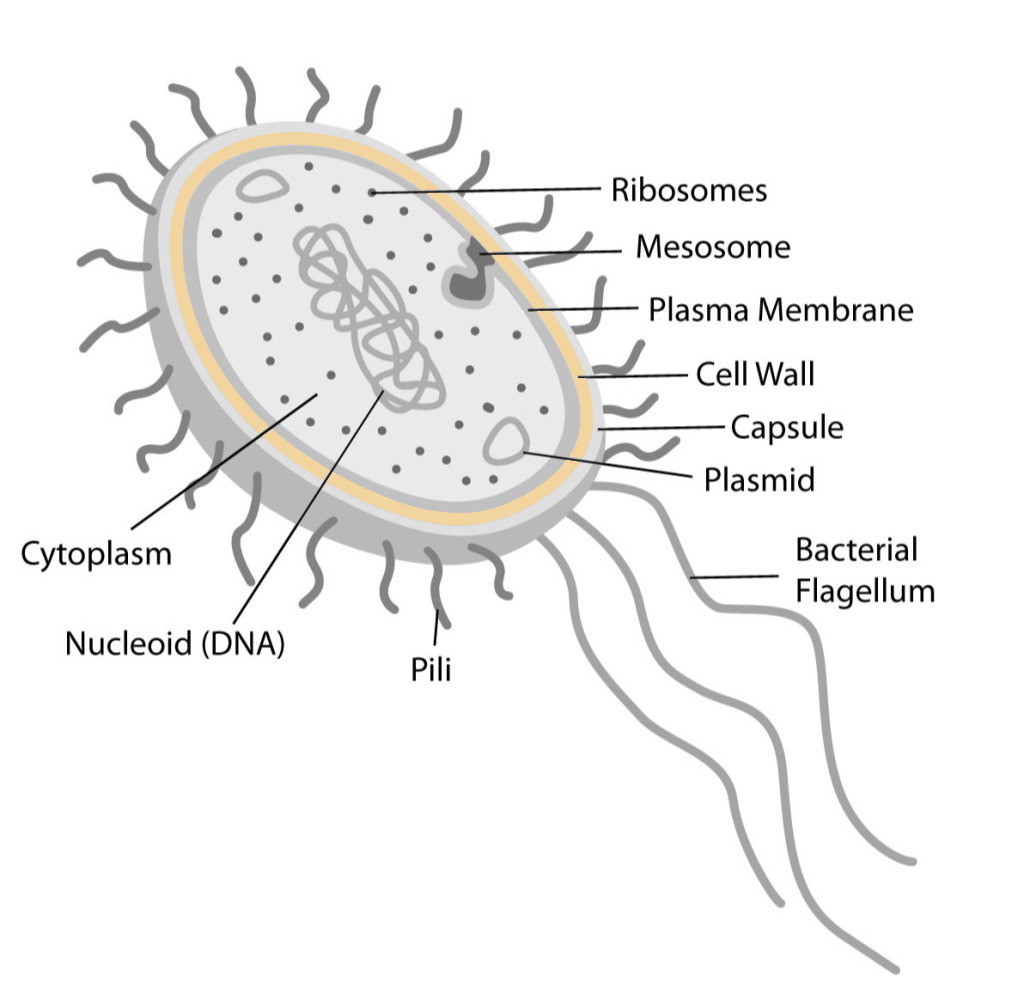 Ribosomes
Mesosome
Plasma Membrane
Cell Wall
Capsule
Plasmid
Bacterial
Flagellum
Cytoplasm
Nucleoid (DNA)
Pili